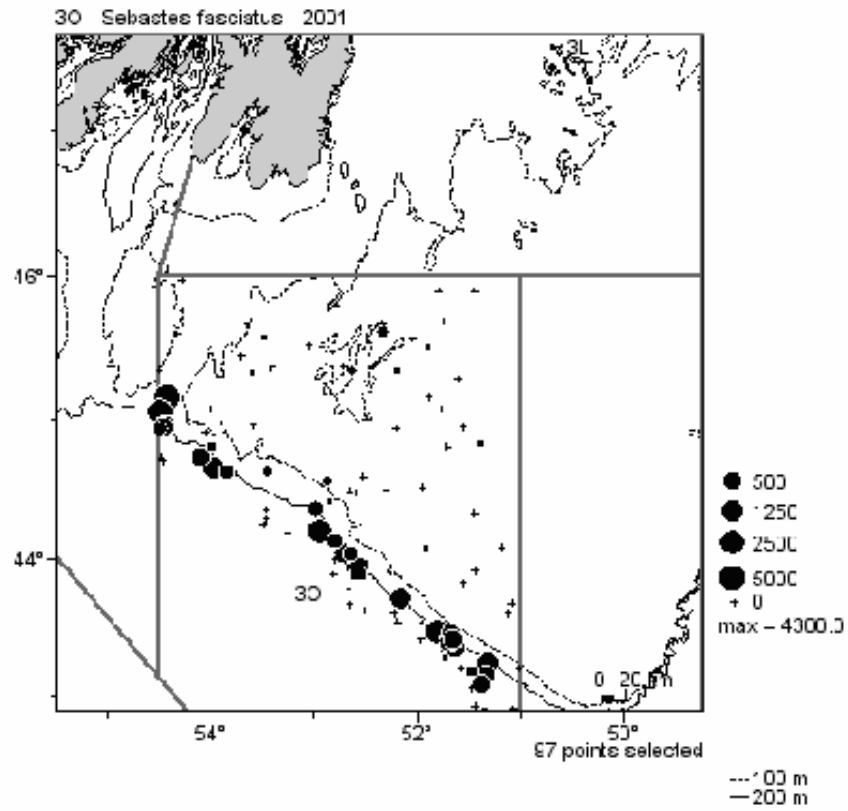 3O Sebastes fasciatus 2001
3L
46°
500
1250
2500
5000
+ 0
max = 4300.0
44°
3O
54°
52°
50°
97 points selected
--- 100 m
— 200 m